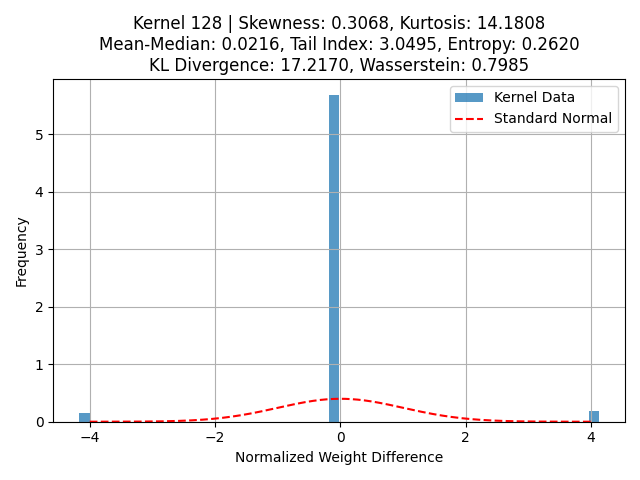 Kernel 128 | Skewness: 0.3068, Kurtosis: 14.1808
Mean-Median: 0.0216, Tail Index: 3.0495, Entropy: 0.2620
KL Divergence: 17.2170, Wasserstein: 0.7985
Kernel Data
Standard Normal
Frequency
5
4
3
2
1
0
−4
−2
0
2
4
Normalized Weight Difference